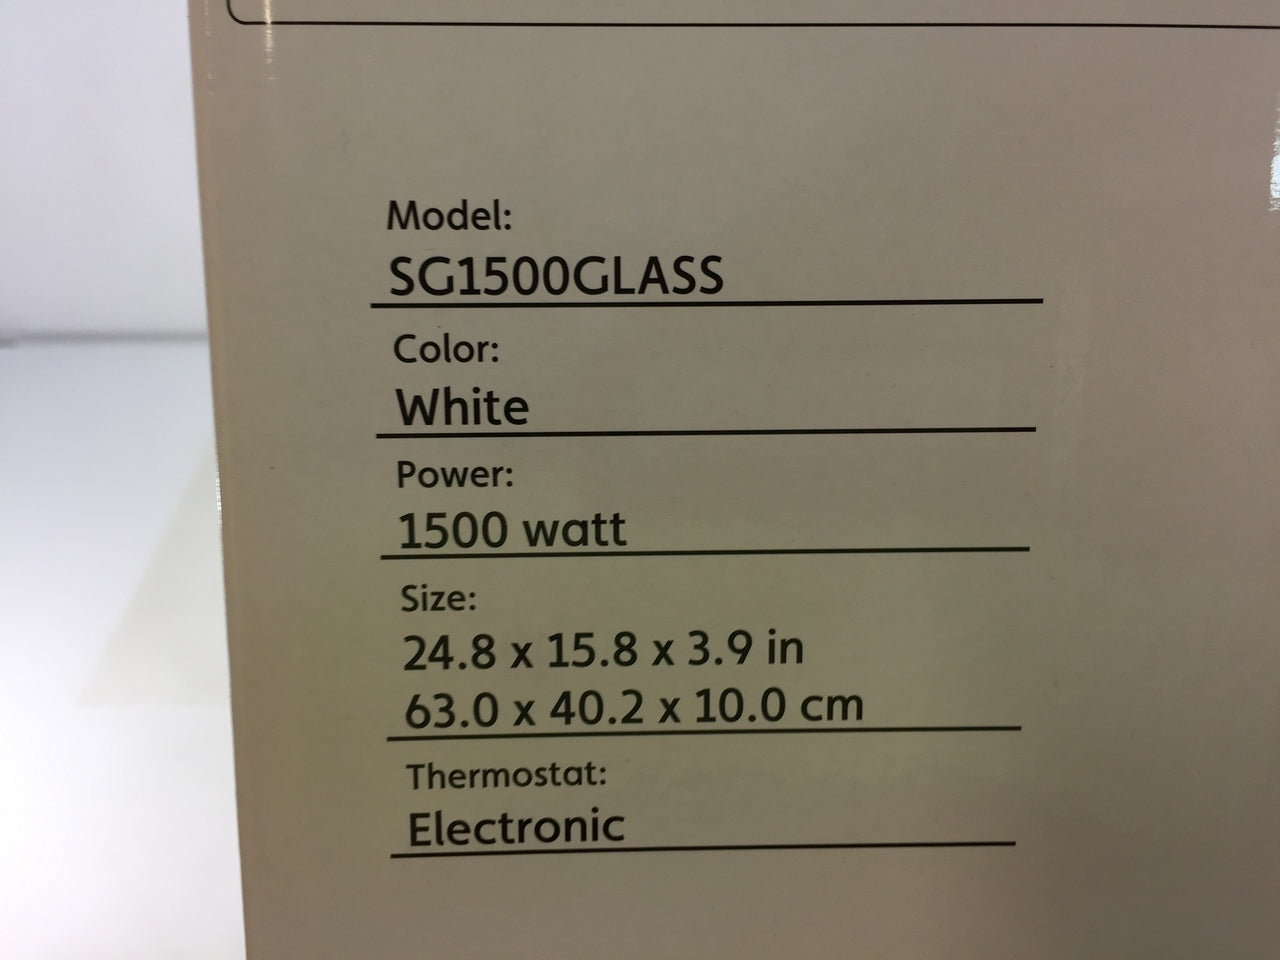 Model:
SG1500GLASS
Color:
White
Power:
1500 watt
Size:
24.8 x 15.8 x 3.9 in
63.0 x 40.2 x 10.0 cm
Thermostat:
Electronic